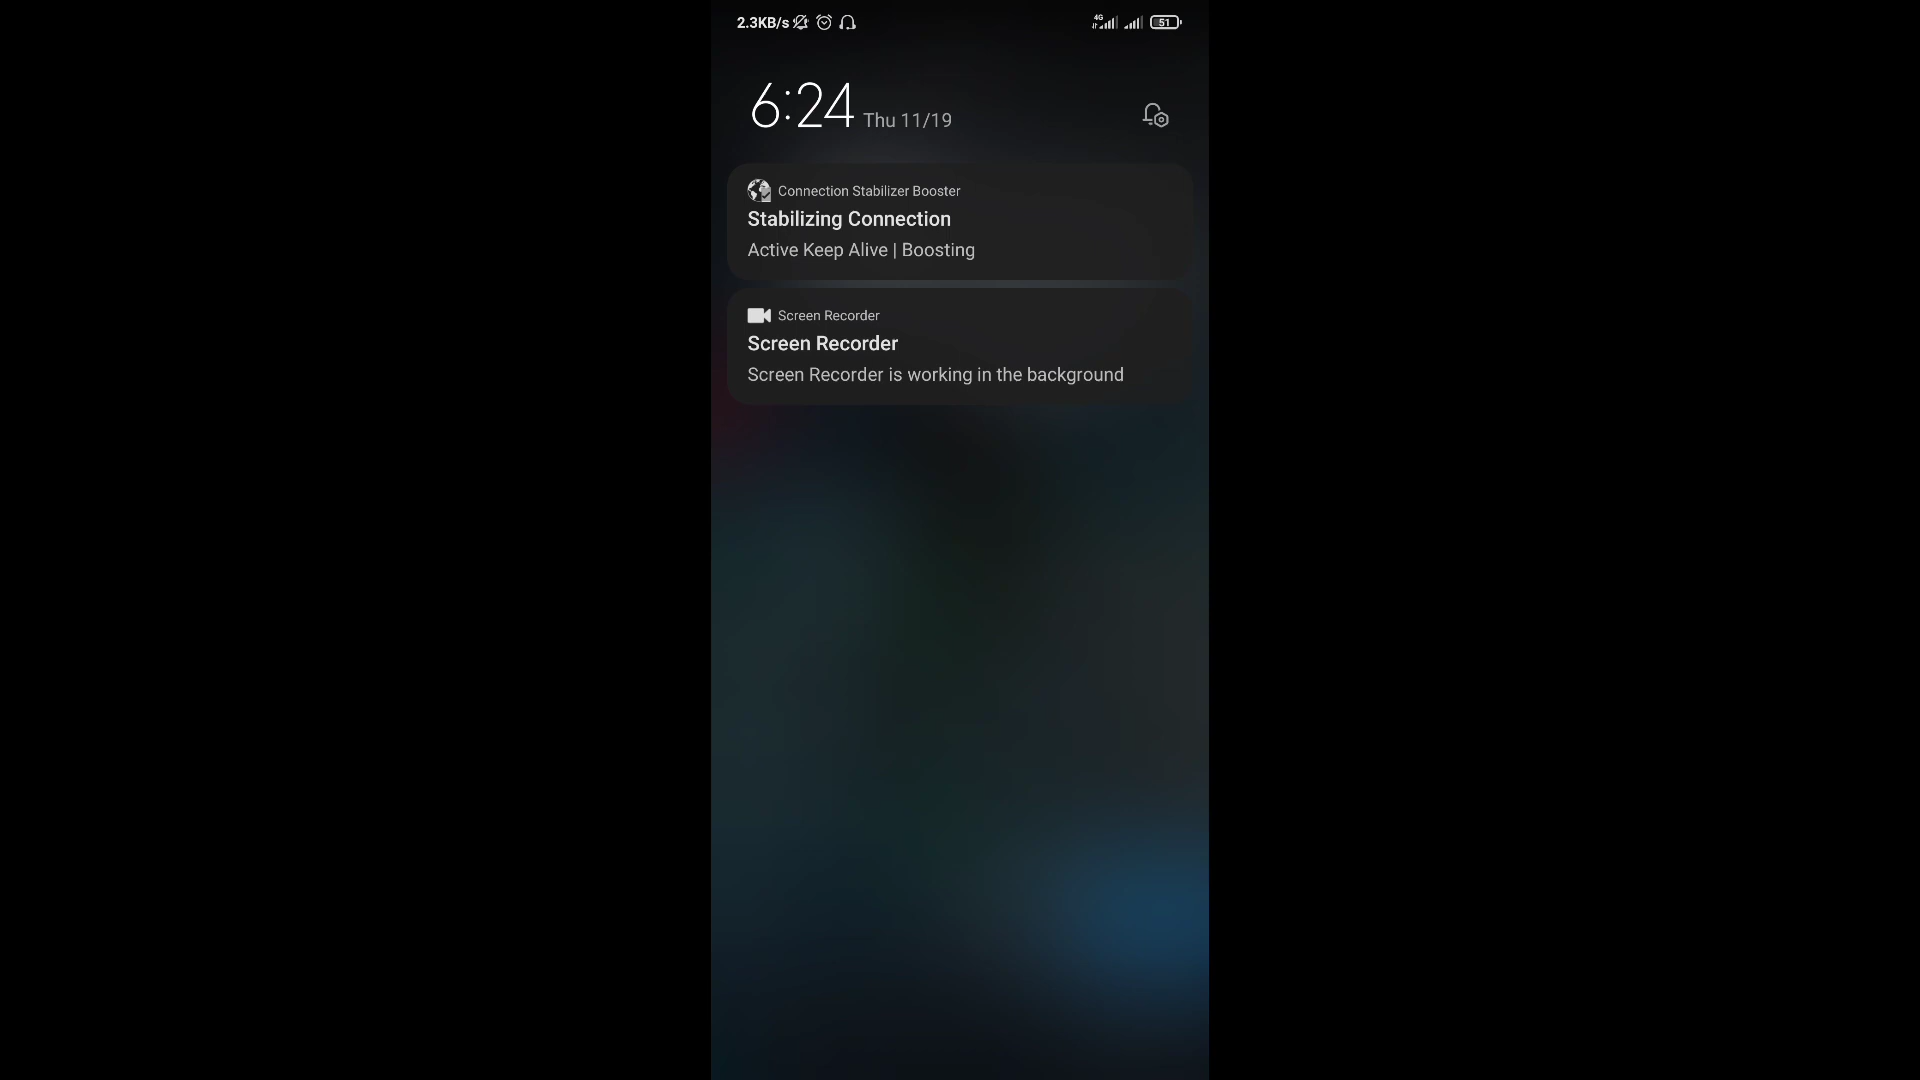 2.3KB/s
4G
51
6:24 Thu 11/19
Connection Stabilizer Booster
Stabilizing Connection
Active Keep Alive | Boosting
Screen Recorder
Screen Recorder
Screen Recorder is working in the background